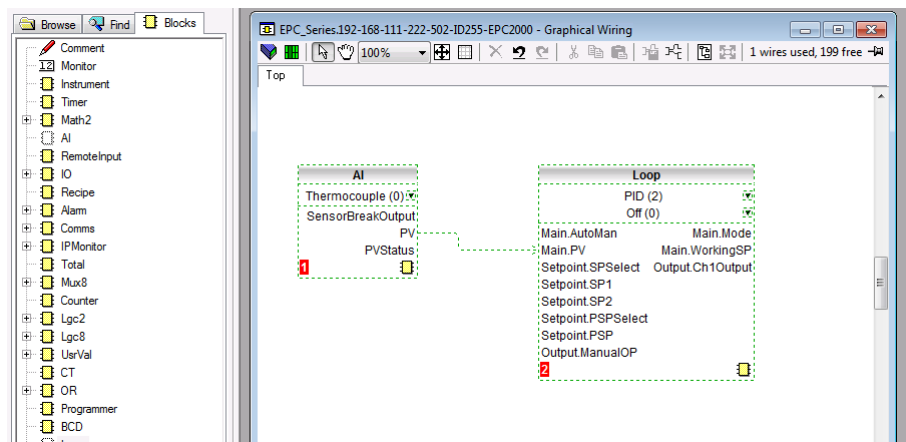 Browse Find Blocks
Comment
Monitor
Instrument
Timer
Math2
AI
RemoteInput
IO
Recipe
Alarm
Comms
IPMonitor
Total
Mux8
Counter
Lgc2
Lgc8
UsrVal
CT
OR
Programmer
BCD
EPC_Series.192-168-111-222-502-ID255-EPC2000 - Graphical Wiring
100% 1 wires used, 199 free
Top
AI
Thermocouple (0)
SensorBreakOutput
PV
PVStatus
1
Loop
PID (2)
Off (0)
Main.AutoMan Main.Mode
Main.PV Main.WorkingSP
Setpoint.SPSelect Output.Ch1Output
Setpoint.SP1
Setpoint.SP2
Setpoint.PSPSelect
Setpoint.PSP
Output.ManualOP
2